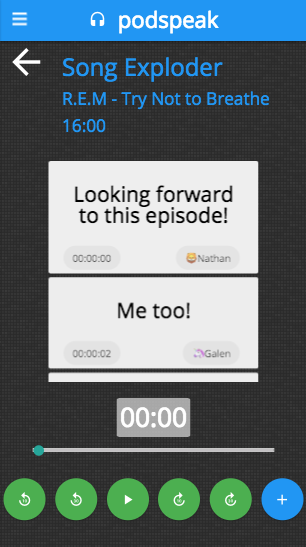 podspeak
Song Exploder
R.E.M - Try Not to Breathe
16:00
Looking forward
to this episode!
00:00:00
Nathan
Me too!
00:00:02
Galen
00:00